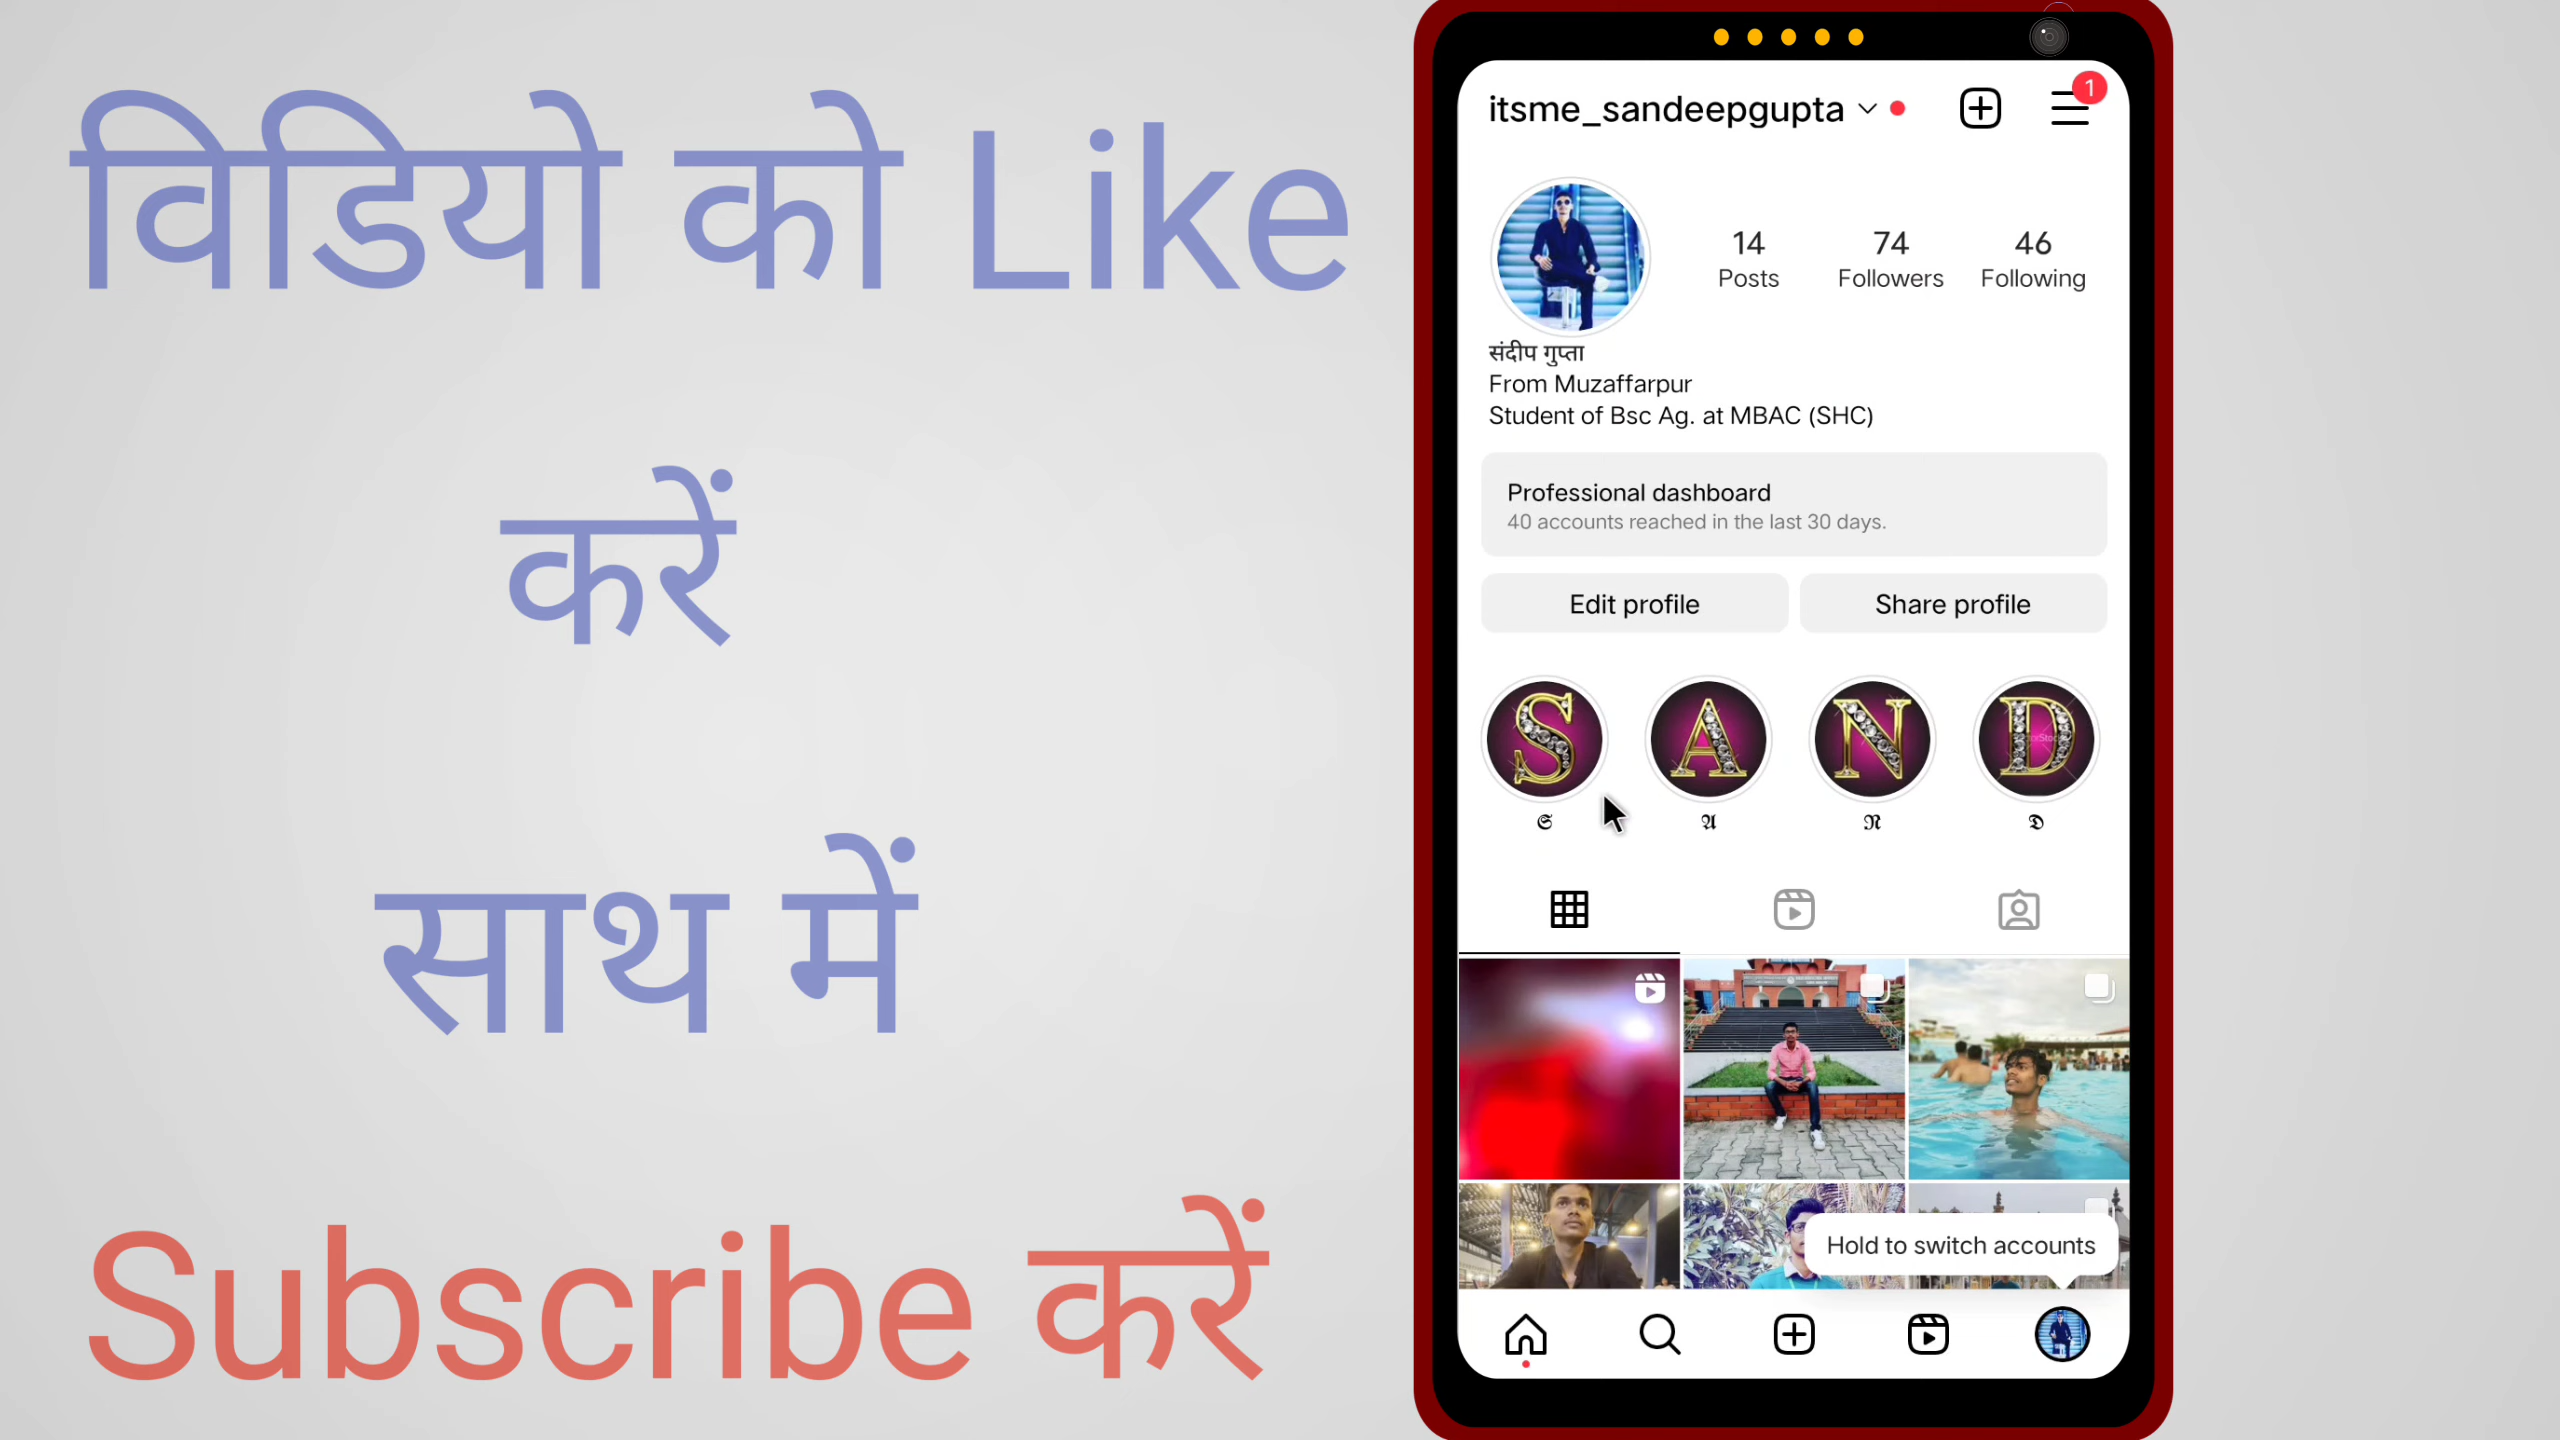 विडियो को Like
करें
साथ में
Subscribe करें
itsme_sandeepgupta
1
14
Posts
74
Followers
46
Following
संदीप गुप्ता
From Muzaffarpur
Student of Bsc Ag. at MBAC (SHC)
Professional dashboard
40 accounts reached in the last 30 days.
Edit profile
Share profile
S A N D
𝕾 𝕬 𝕹 𝕯
Hold to switch accounts